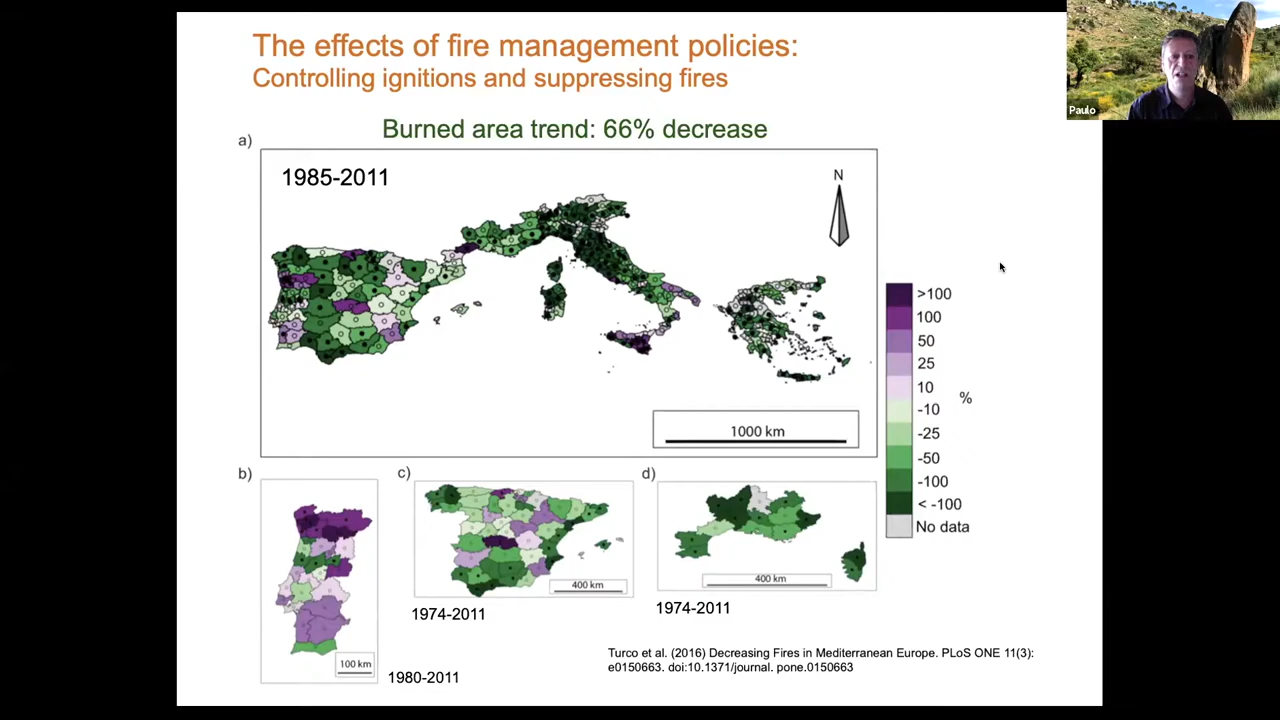 The effects of fire management policies:
Controlling ignitions and suppressing fires
Paulo
Burned area trend: 66% decrease
a)
1985-2011
N
>100
100
50
25
10
-10
-25
-50
-100
< -100
No data
%
1000 km
b)
c)
d)
100 km
1980-2011
400 km
1974-2011
400 km
1974-2011
Turco et al. (2016) Decreasing Fires in Mediterranean Europe. PLoS ONE 11(3):
e0150663. doi:10.1371/journal. pone.0150663